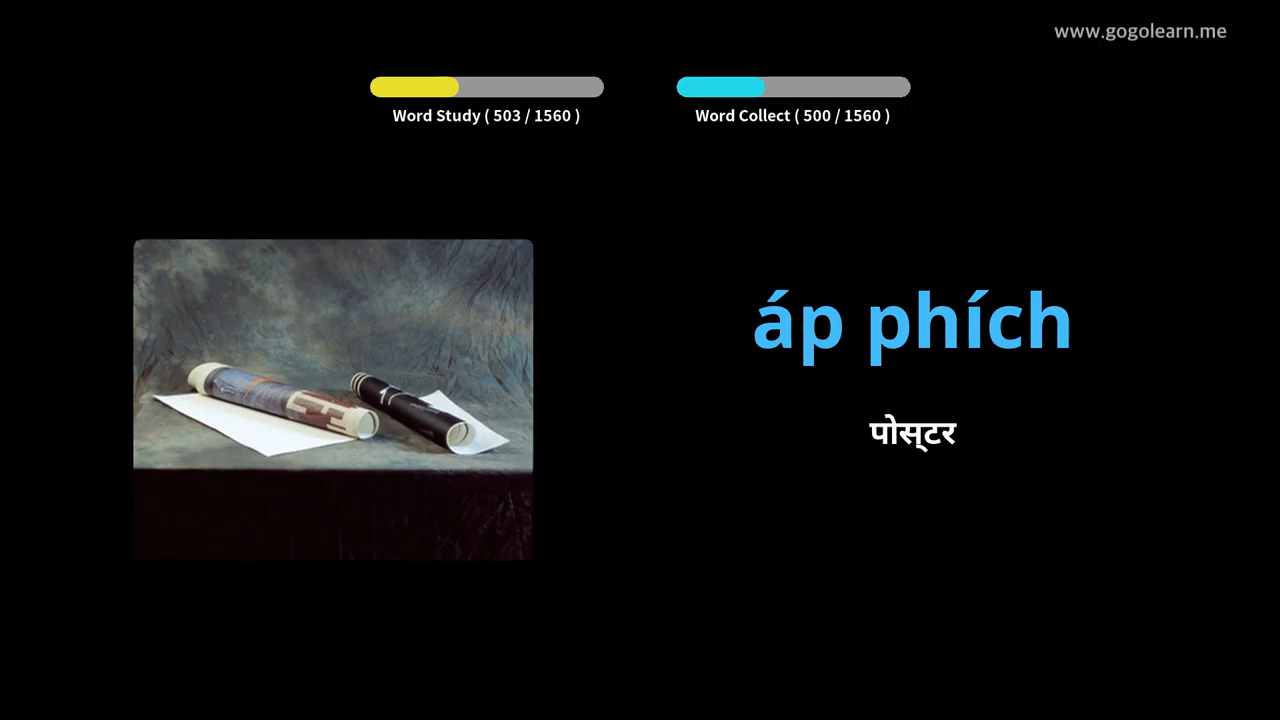 www.gogolearn.me
Word Study ( 503 / 1560 )
Word Collect ( 500 / 1560 )
áp phích
पोस्‌टर